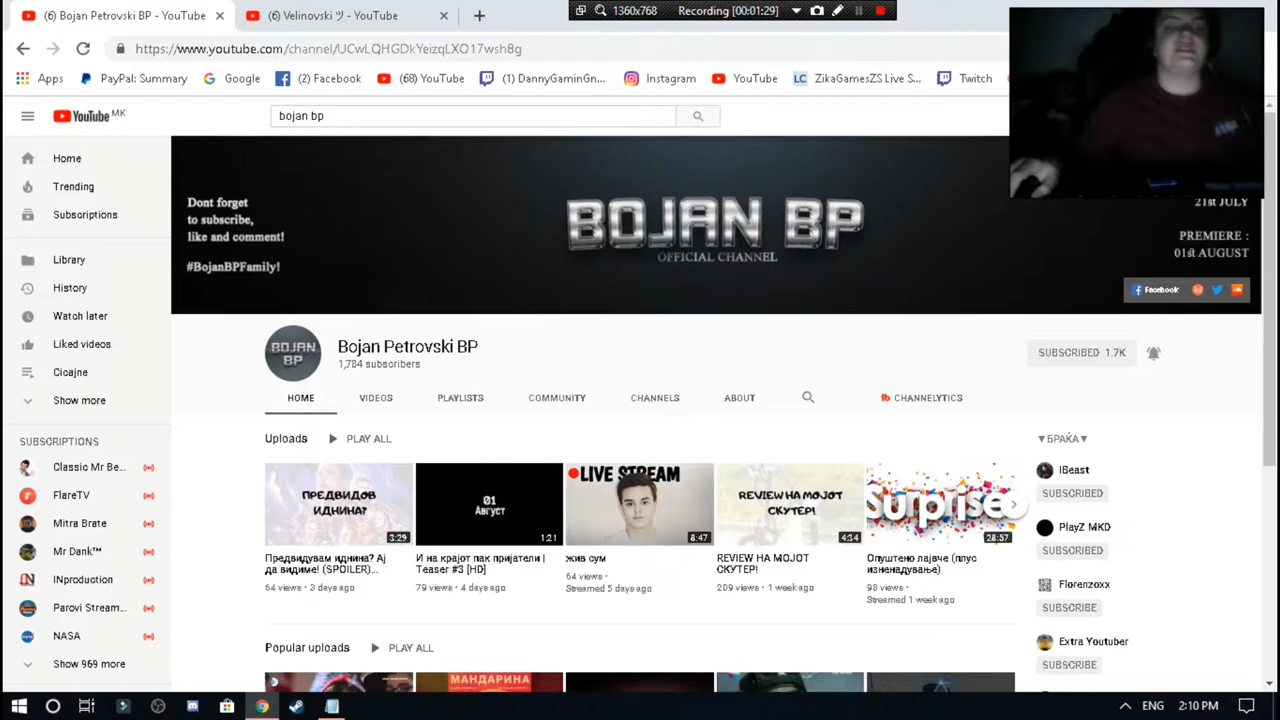 (6) Bojan Petrovski BP - YouTube
(6) Velinovski ツ - YouTube
1360x768
Recording [00:01:29]
https://www.youtube.com/channel/UCwLQHGDkYeizqLXO17wsh8g
Apps
PayPal: Summary
Google
(2) Facebook
(68) YouTube
(1) DannyGaminGn...
Instagram
YouTube
LC ZikaGamesZS Live S...
Twitch
YouTube MK
bojan bp
Home
Trending
Subscriptions
Library
History
Watch later
Liked videos
Cicajne
Show more
SUBSCRIPTIONS
Classic Mr Be...
FlareTV
Mitra Brate
Mr Dank™
INproduction
Parovi Stream...
NASA
Show 969 more
Dont forget
to subscribe,
like and comment!
#BojanBPFamily!
BOJAN BP
OFFICIAL CHANNEL
21st JULY
PREMIERE :
01st AUGUST
Facebook
BOJAN
BP
Bojan Petrovski BP
1,784 subscribers
SUBSCRIBED 1.7K
HOME
VIDEOS
PLAYLISTS
COMMUNITY
CHANNELS
ABOUT
CHANNELYTICS
Uploads
PLAY ALL
ПРЕДВИДОВ
ИДНИНА?
3:29
Предвидувам иднина? Ај
да видиме! (SPOILER)...
64 views • 3 days ago
01
Август
1:21
И на крајот пак пријатели |
Teaser #3 [HD]
79 views • 4 days ago
LIVE STREAM
8:47
жив сум
64 views •
Streamed 5 days ago
REVIEW НА МОЈОТ
СКУТЕР!
4:34
REVIEW НА МОЈОТ
СКУТЕР!
209 views • 1 week ago
Surprise
28:57
Опуштено лајвче (плус
изненадување)
98 views •
Streamed 1 week ago
▼БРАЌА▼
IBeast
SUBSCRIBED
PlayZ MKD
SUBSCRIBED
Florenzoxx
SUBSCRIBE
Extra Youtuber
SUBSCRIBE
Popular uploads
PLAY ALL
МАНДАРИНА
ENG
2:10 PM